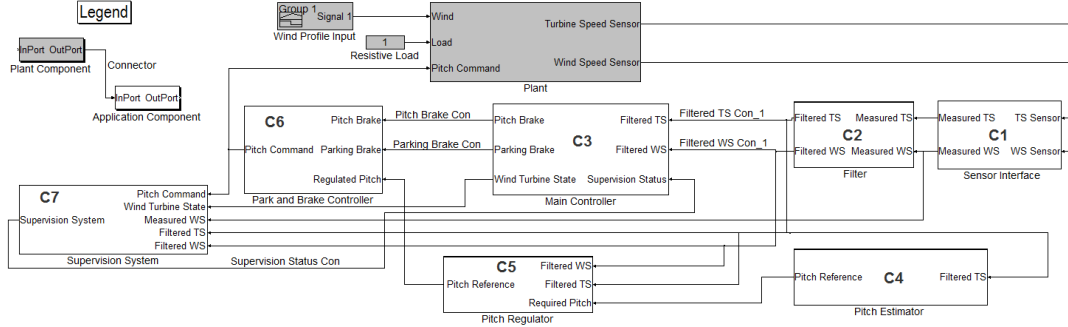 Legend
InPort OutPort
Plant Component
Connector
InPort OutPort
Application Component
Group 1
Signal 1
Wind Profile Input
1
Resistive Load
Wind
Load
Pitch Command
Turbine Speed Sensor
Wind Speed Sensor
Plant
C6
Pitch Brake
Pitch Command
Parking Brake
Regulated Pitch
Park and Brake Controller
Pitch Brake Con
Parking Brake Con
C3
Pitch Brake
Filtered TS
Parking Brake
Filtered WS
Wind Turbine State
Supervision Status
Main Controller
Filtered TS Con_1
Filtered WS Con_1
C2
Filtered TS
Measured TS
Filtered WS
Measured WS
Filter
C1
Measured TS
TS Sensor
Measured WS
WS Sensor
Sensor Interface
C7
Pitch Command
Wind Turbine State
Supervision System
Measured WS
Filtered TS
Filtered WS
Supervision System
Supervision Status Con
C5
Filtered WS
Pitch Reference
Filtered TS
Required Pitch
Pitch Regulator
C4
Pitch Reference
Filtered TS
Pitch Estimator